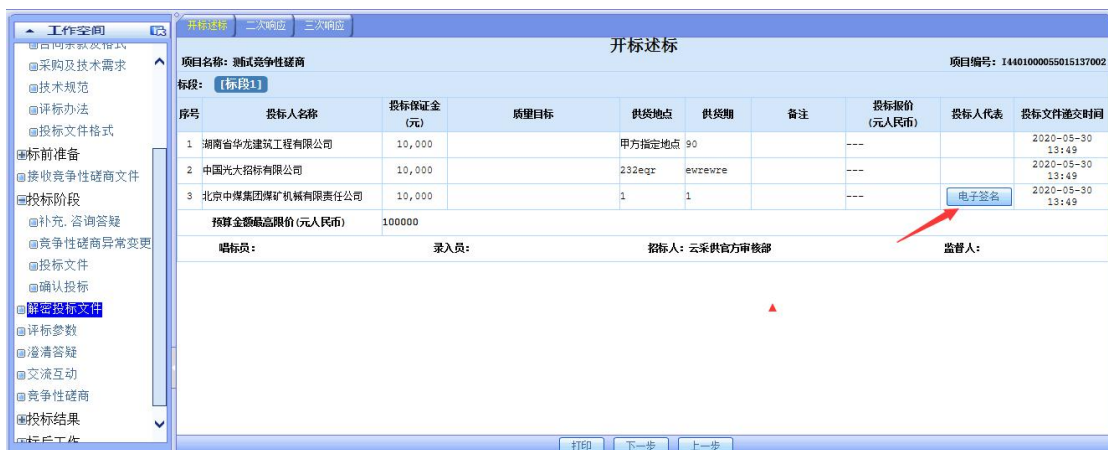 工作空间
合同条款及格式
采购及技术需求
技术规范
评标办法
投标文件格式
标前准备
接收竞争性磋商文件
投标阶段
补充.咨询答疑
竞争性磋商异常变更
投标文件
确认投标
解密投标文件
评标参数
澄清答疑
交流互动
竞争性磋商
投标结果
标后工作
开标述标 二次响应 三次响应
开标述标
项目名称：测试竞争性磋商 项目编号：I4401000055015137002
标段： [标段1]
序号 投标人名称 投标保证金(元) 质量目标 供货地点 供货期 备注 投标报价(元人民币) 投标人代表 投标文件递交时间
1 湖南省华龙建筑工程有限公司 10,000 甲方指定地点 90 --- 2020-05-30 13:49
2 中国光大招标有限公司 10,000 232eqr ewrewre --- 2020-05-30 13:49
3 北京中煤集团煤矿机械有限责任公司 10,000 1 1 --- 电子签名 2020-05-30 13:49
预算金额最高限价(元人民币) 100000
唱标员： 录入员： 招标人：云采供官方审核部 监督人：
打印 下一步 上一步